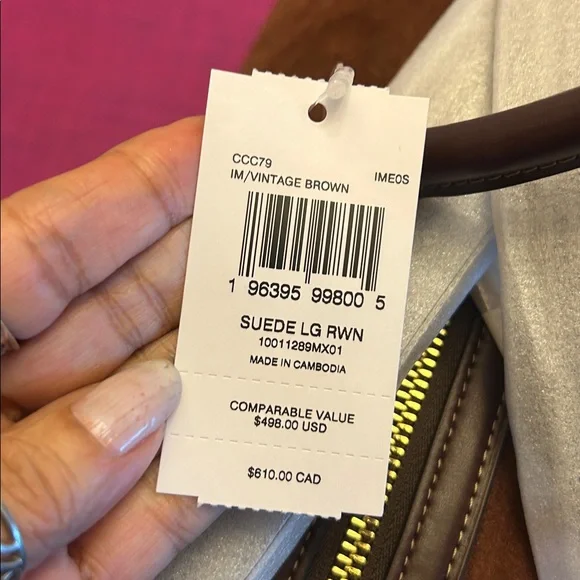 CCC79 IME0S
IM/VINTAGE BROWN
1 96395 99800 5
SUEDE LG RWN
10011289MX01
MADE IN CAMBODIA
COMPARABLE VALUE
$498.00 USD
$610.00 CAD